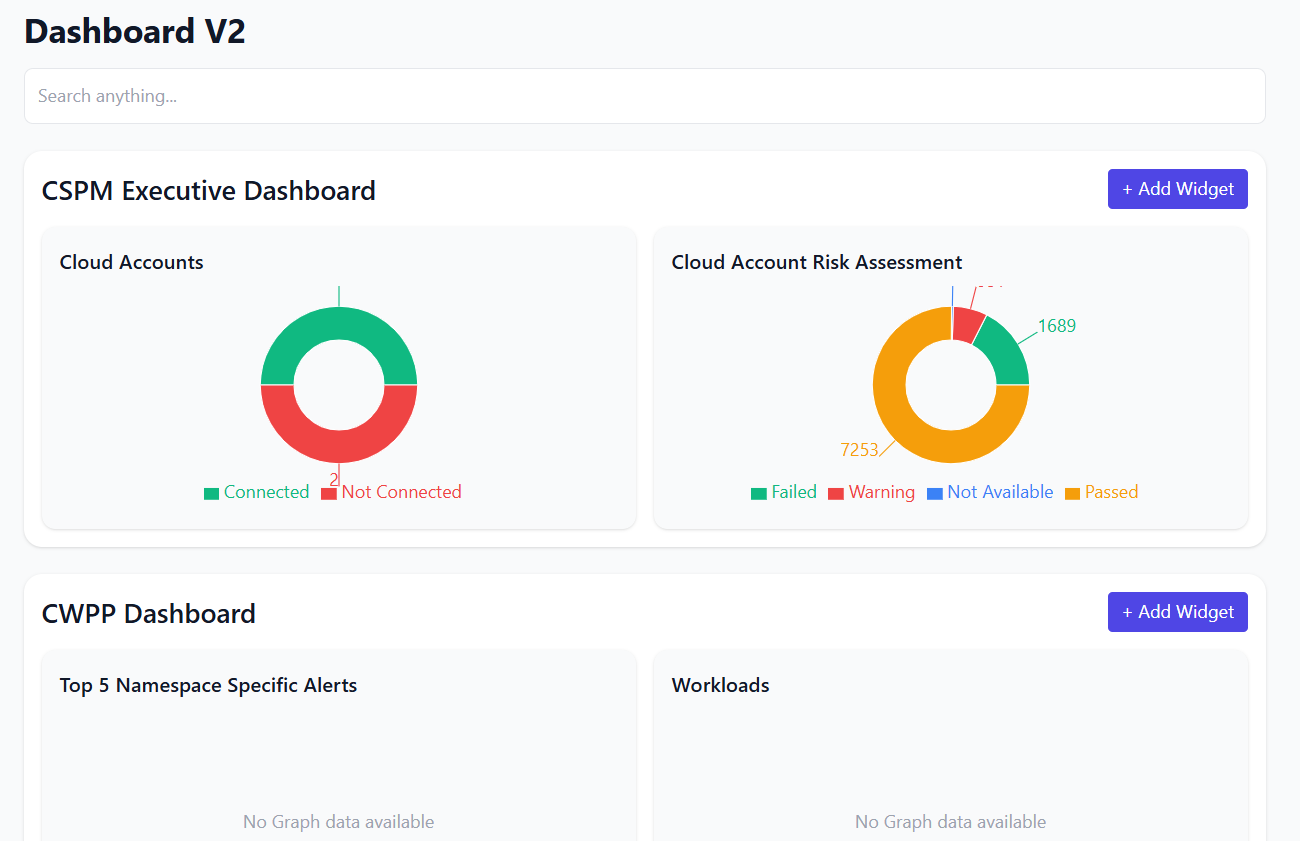 Dashboard V2
Search anything...
CSPM Executive Dashboard
+ Add Widget
Cloud Accounts
2
Connected
Not Connected
Cloud Account Risk Assessment
1689
7253
Failed
Warning
Not Available
Passed
CWPP Dashboard
+ Add Widget
Top 5 Namespace Specific Alerts
No Graph data available
Workloads
No Graph data available